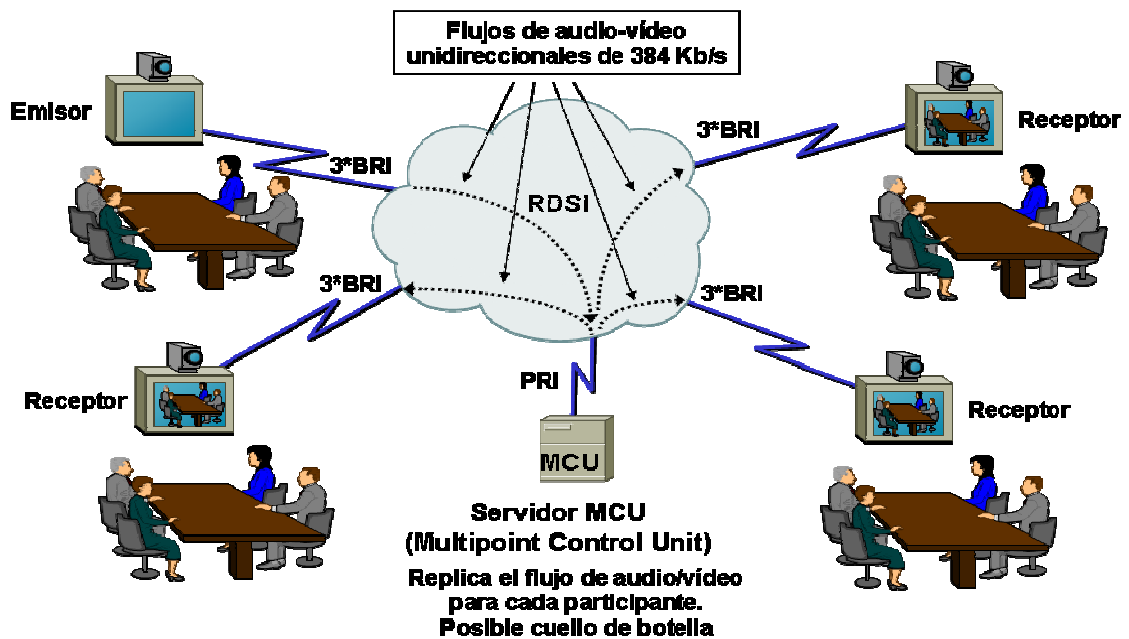 Flujos de audio-vídeo
unidireccionales de 384 Kb/s
Emisor
Receptor
3*BRI
3*BRI
RDSI
3*BRI
3*BRI
PRI
Receptor
Receptor
MCU
Servidor MCU
(Multipoint Control Unit)
Replica el flujo de audio/vídeo
para cada participante.
Posible cuello de botella